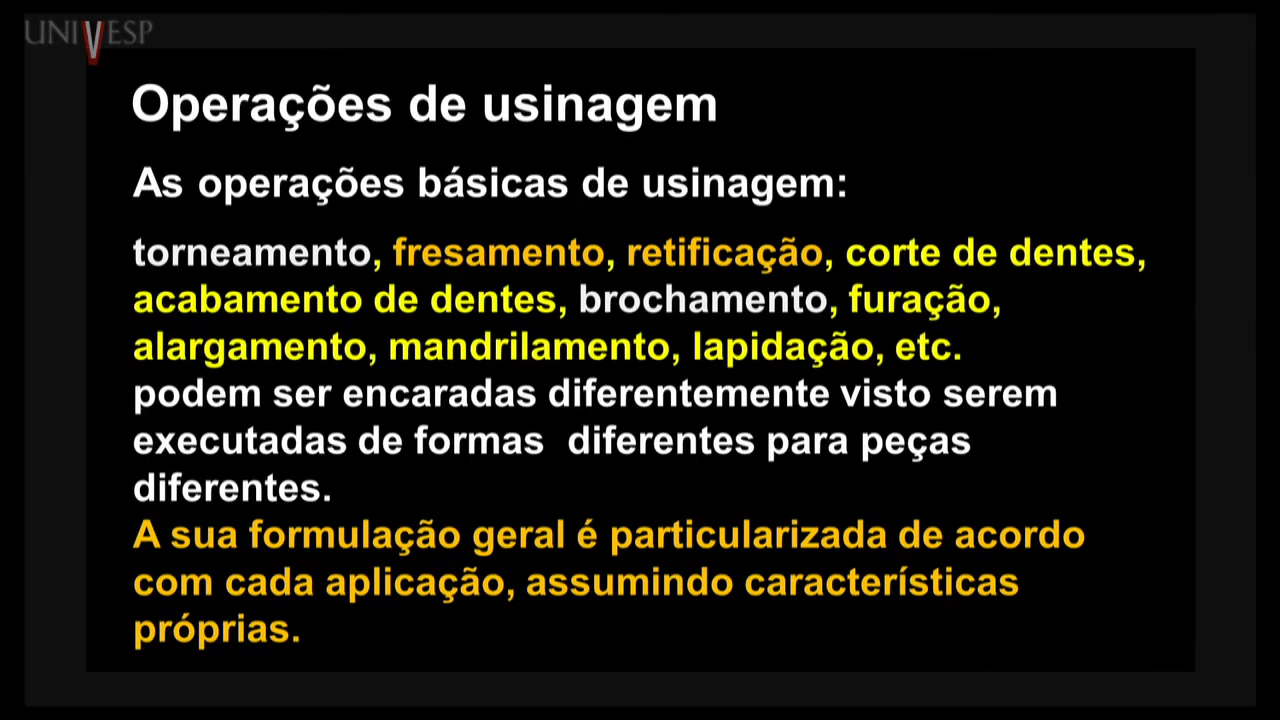 UNIVESP
Operações de usinagem
As operações básicas de usinagem:
torneamento, fresamento, retificação, corte de dentes,
acabamento de dentes, brochamento, furação,
alargamento, mandrilamento, lapidação, etc.
podem ser encaradas diferentemente visto serem
executadas de formas diferentes para peças
diferentes.
A sua formulação geral é particularizada de acordo
com cada aplicação, assumindo características
próprias.